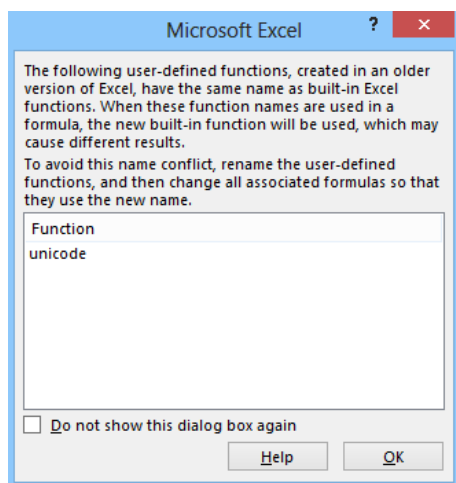 Microsoft Excel
?
×
The following user-defined functions, created in an older
version of Excel, have the same name as built-in Excel
functions. When these function names are used in a
formula, the new built-in function will be used, which may
cause different results.
To avoid this name conflict, rename the user-defined
functions, and then change all associated formulas so that
they use the new name.
Function
unicode
Do not show this dialog box again
Help
OK